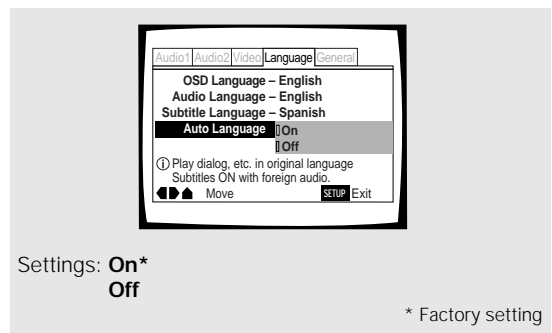 Audio1 Audio2 Video Language General
OSD Language – English
Audio Language – English
Subtitle Language – Spanish
Auto Language On
Off
i Play dialog, etc. in original language
Subtitles ON with foreign audio.
Move SETUP Exit
Settings: On*
Off
* Factory setting